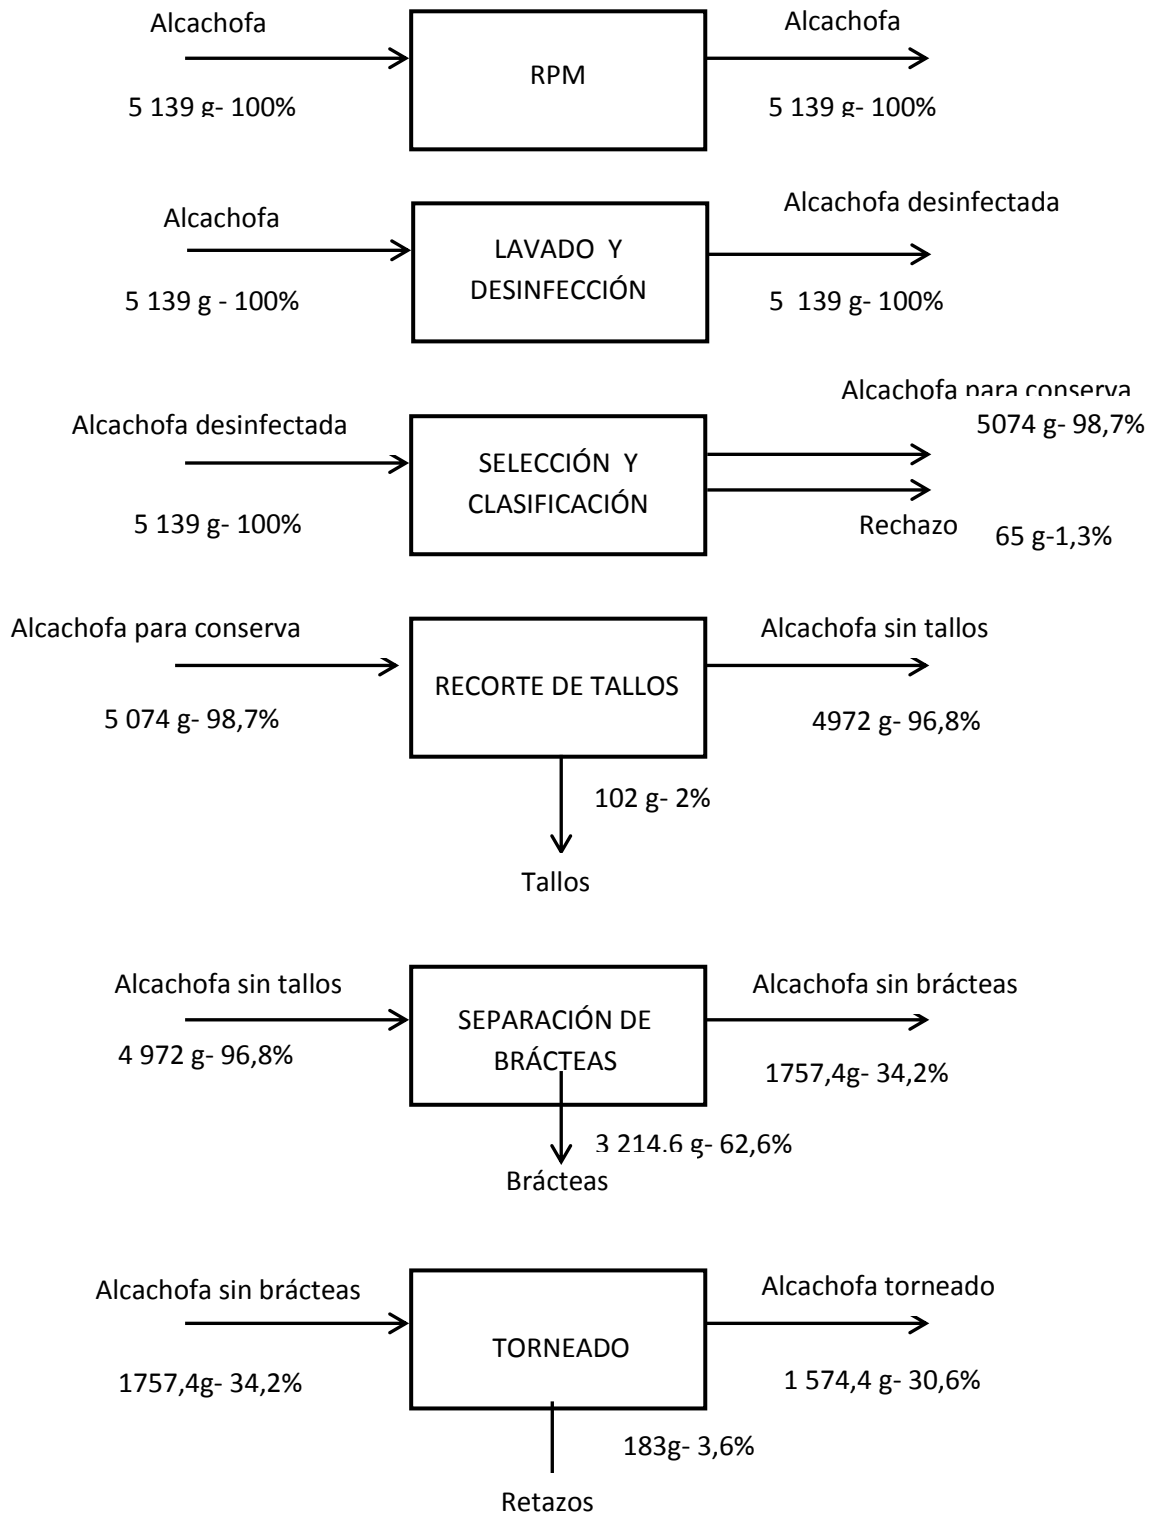 Alcachofa
Alcachofa
RPM
5 139 g- 100%
5 139 g- 100%
Alcachofa
Alcachofa desinfectada
LAVADO Y
DESINFECCIÓN
5 139 g - 100%
5 139 g- 100%
Alcachofa para conserva
5074 g- 98,7%
Alcachofa desinfectada
SELECCIÓN Y
CLASIFICACIÓN
5 139 g- 100%
Rechazo
65 g-1,3%
Alcachofa para conserva
Alcachofa sin tallos
RECORTE DE TALLOS
5 074 g- 98,7%
4972 g- 96,8%
102 g- 2%
Tallos
Alcachofa sin tallos
Alcachofa sin brácteas
SEPARACIÓN DE
BRÁCTEAS
4 972 g- 96,8%
1757,4g- 34,2%
3 214.6 g- 62,6%
Brácteas
Alcachofa sin brácteas
Alcachofa torneado
TORNEADO
1757,4g- 34,2%
1 574,4 g- 30,6%
183g- 3,6%
Retazos